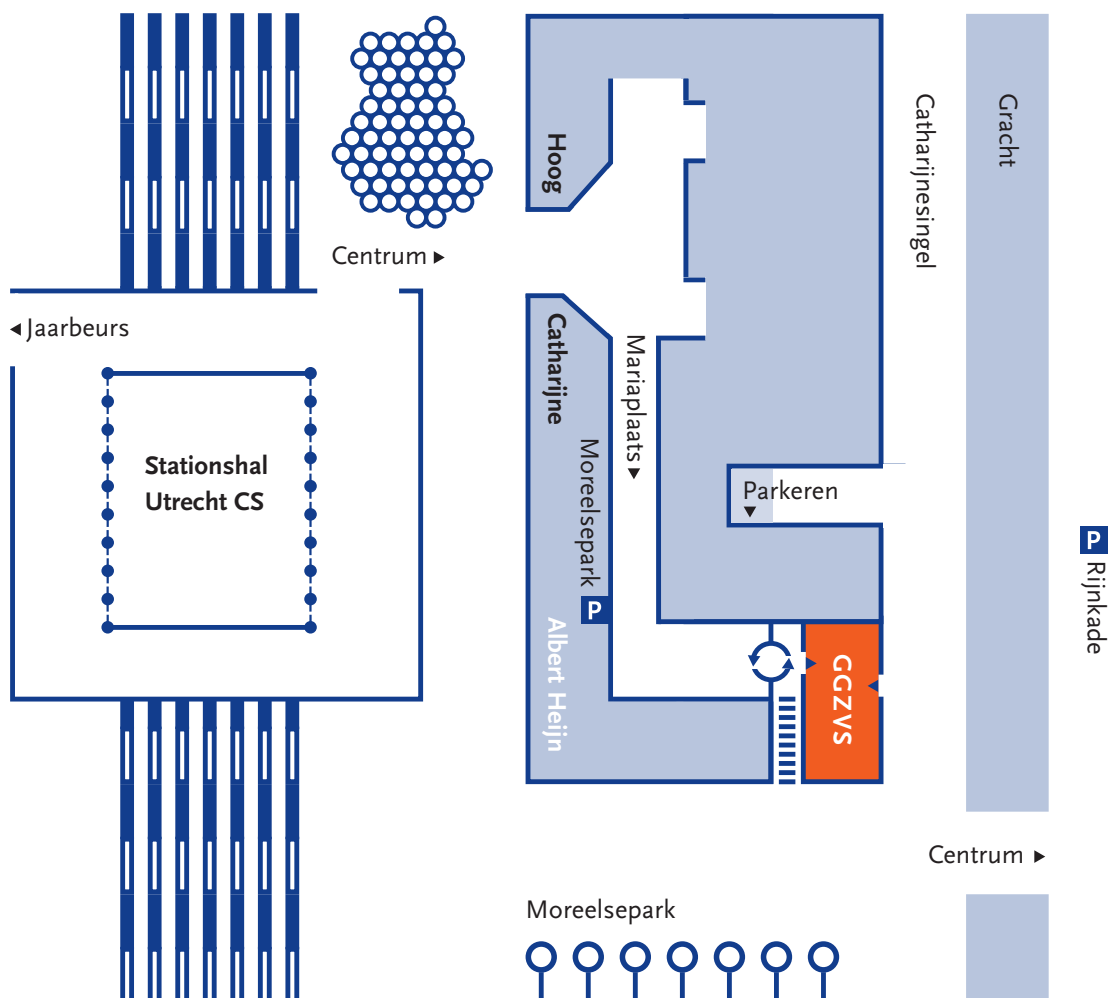 Hoog
Catharijnesingel
Gracht
Centrum
Jaarbeurs
Catharijne
Mariaplaats
Moreelsepark
Stationshal
Utrecht CS
Parkeren
P
P Rijnkade
Albert Heijn
GGZVS
Centrum
Moreelsepark